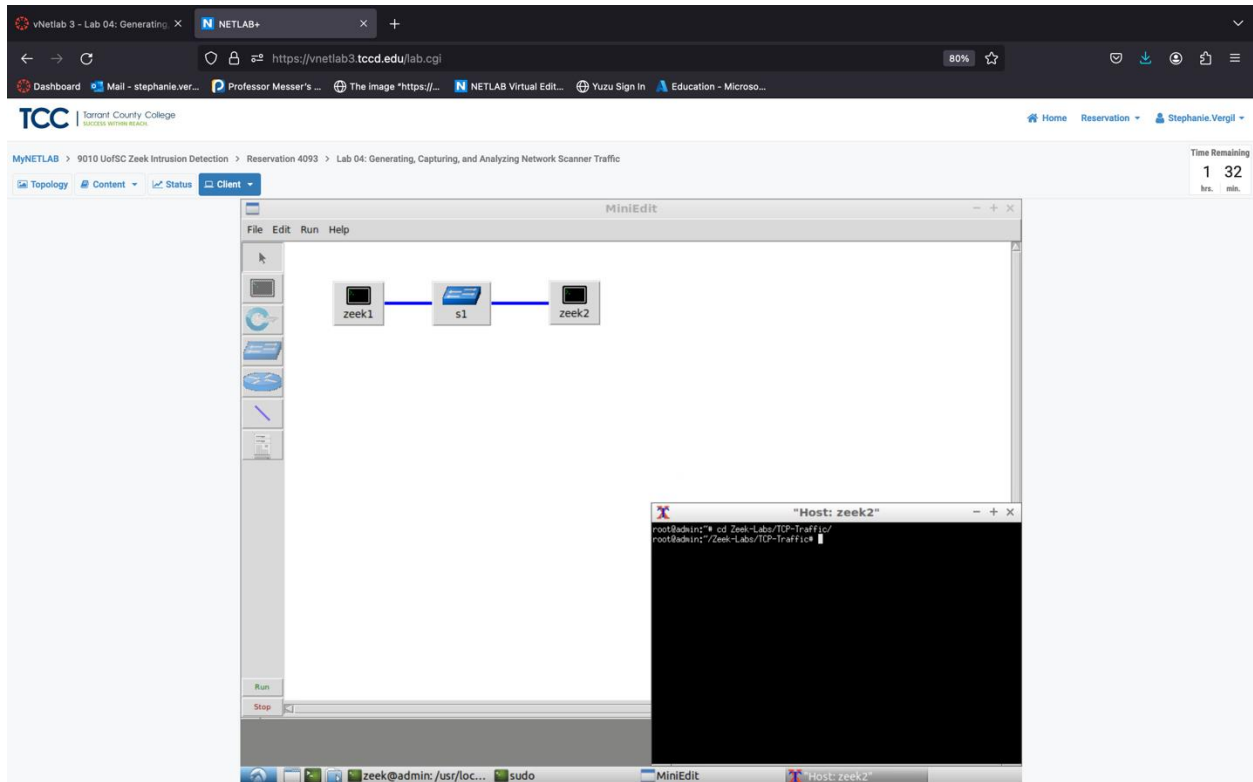 vNetlab 3 - Lab 04: Generating,
NETLAB+
https://vnetlab3.tccd.edu/lab.cgi
80%
Dashboard
Mail - stephanie.ver...
Professor Messer's ...
The image "https://...
NETLAB Virtual Edit...
Yuzu Sign In
Education - Microso...
TCC
Tarrant County College
SUCCESS WITHIN REACH.
Home
Reservation
Stephanie.Vergil
MyNETLAB > 9010 UofSC Zeek Intrusion Detection > Reservation 4093 > Lab 04: Generating, Capturing, and Analyzing Network Scanner Traffic
Time Remaining
1 32
hrs. min.
Topology
Content
Status
Client
MiniEdit
File Edit Run Help
zeek1
s1
zeek2
"Host: zeek2"
root@admin:~# cd Zeek-Labs/TCP-Traffic/
root@admin:~/Zeek-Labs/TCP-Traffic#
Run
Stop
zeek@admin: /usr/loc...
sudo
MiniEdit
"Host: zeek2"